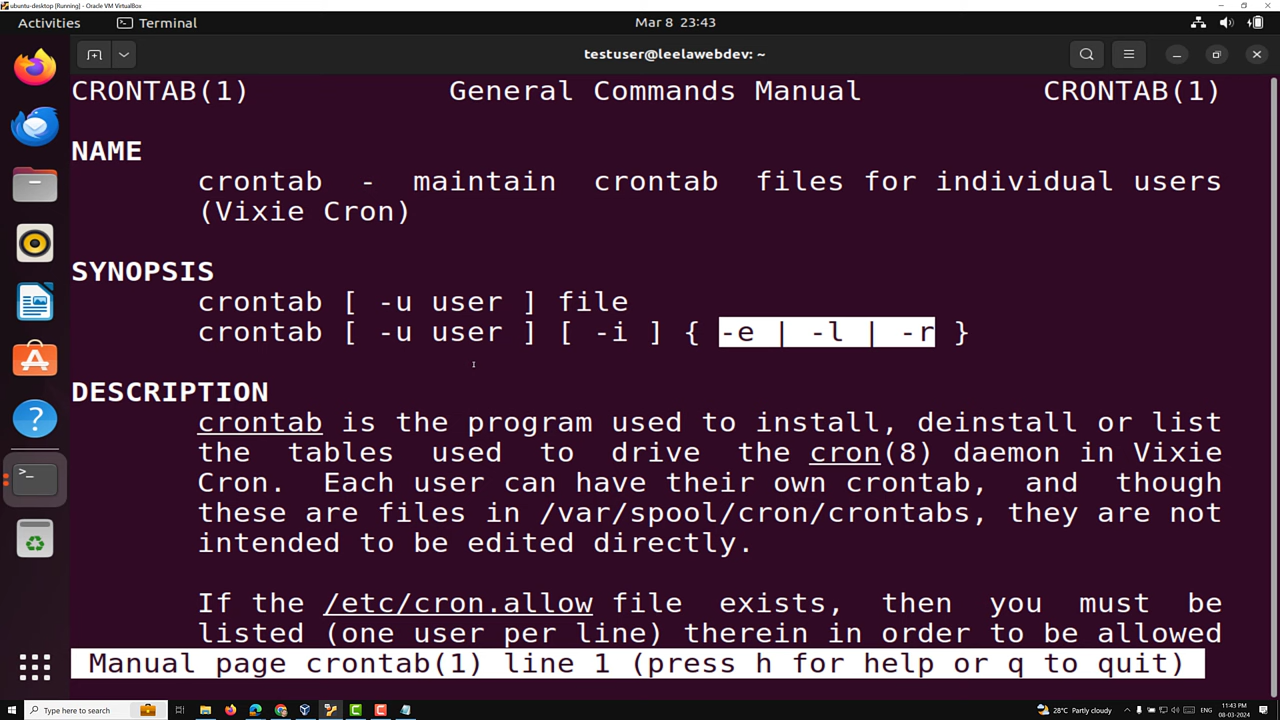 ubuntu-desktop [Running] - Oracle VM VirtualBox
Activities Terminal Mar 8 23:43
testuser@leelawebdev: ~
CRONTAB(1) General Commands Manual CRONTAB(1)
NAME
crontab - maintain crontab files for individual users
(Vixie Cron)
SYNOPSIS
crontab [ -u user ] file
crontab [ -u user ] [ -i ] { -e | -l | -r }
DESCRIPTION
crontab is the program used to install, deinstall or list
the tables used to drive the cron(8) daemon in Vixie
Cron. Each user can have their own crontab, and though
these are files in /var/spool/cron/crontabs, they are not
intended to be edited directly.
If the /etc/cron.allow file exists, then you must be
listed (one user per line) therein in order to be allowed
Manual page crontab(1) line 1 (press h for help or q to quit)
Type here to search 28°C Partly cloudy ENG 11:43 PM
08-03-2024